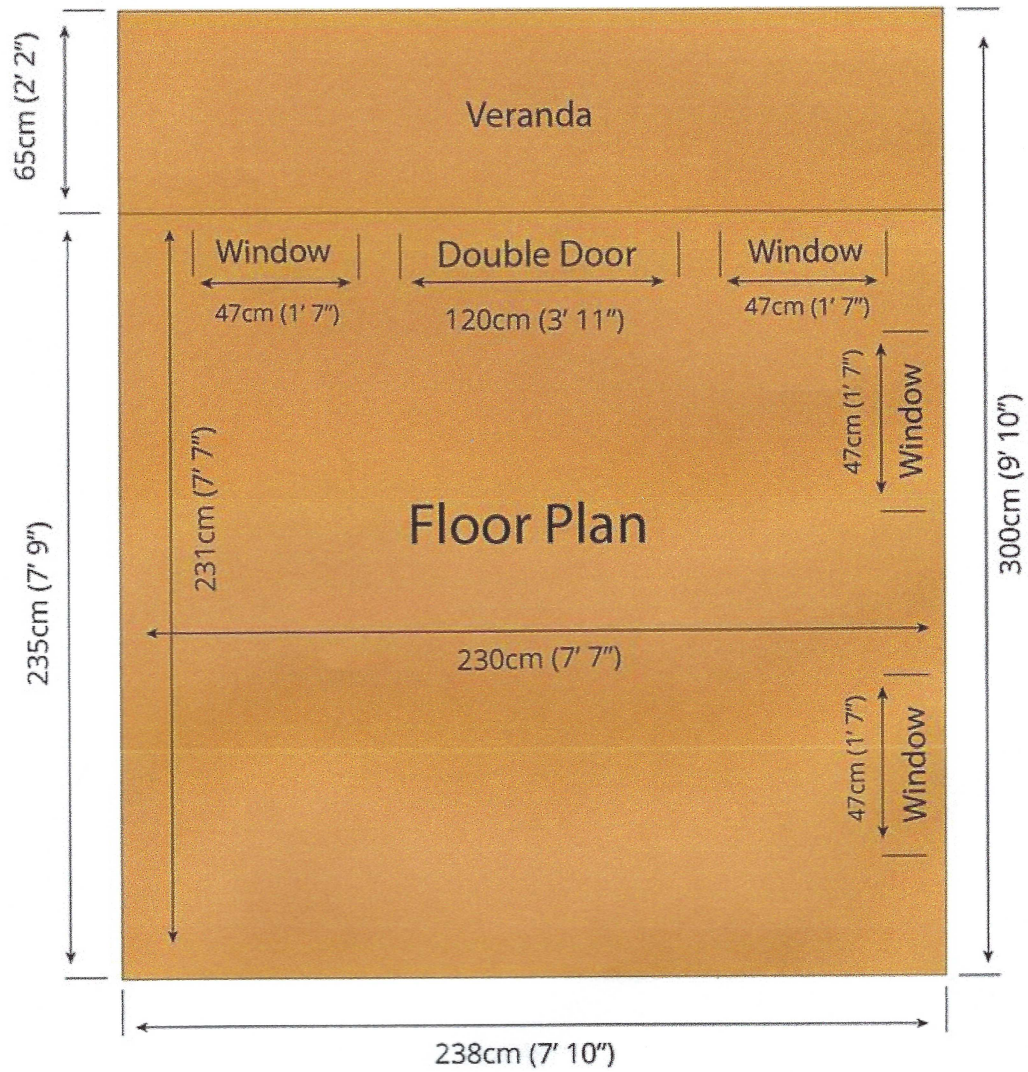 65cm (2' 2")
Veranda
Window
Double Door
Window
47cm (1' 7")
120cm (3' 11")
47cm (1' 7")
47cm (1' 7")
Window
231cm (7' 7")
Floor Plan
300cm (9' 10")
235cm (7' 9")
230cm (7' 7")
47cm (1' 7")
Window
238cm (7' 10")